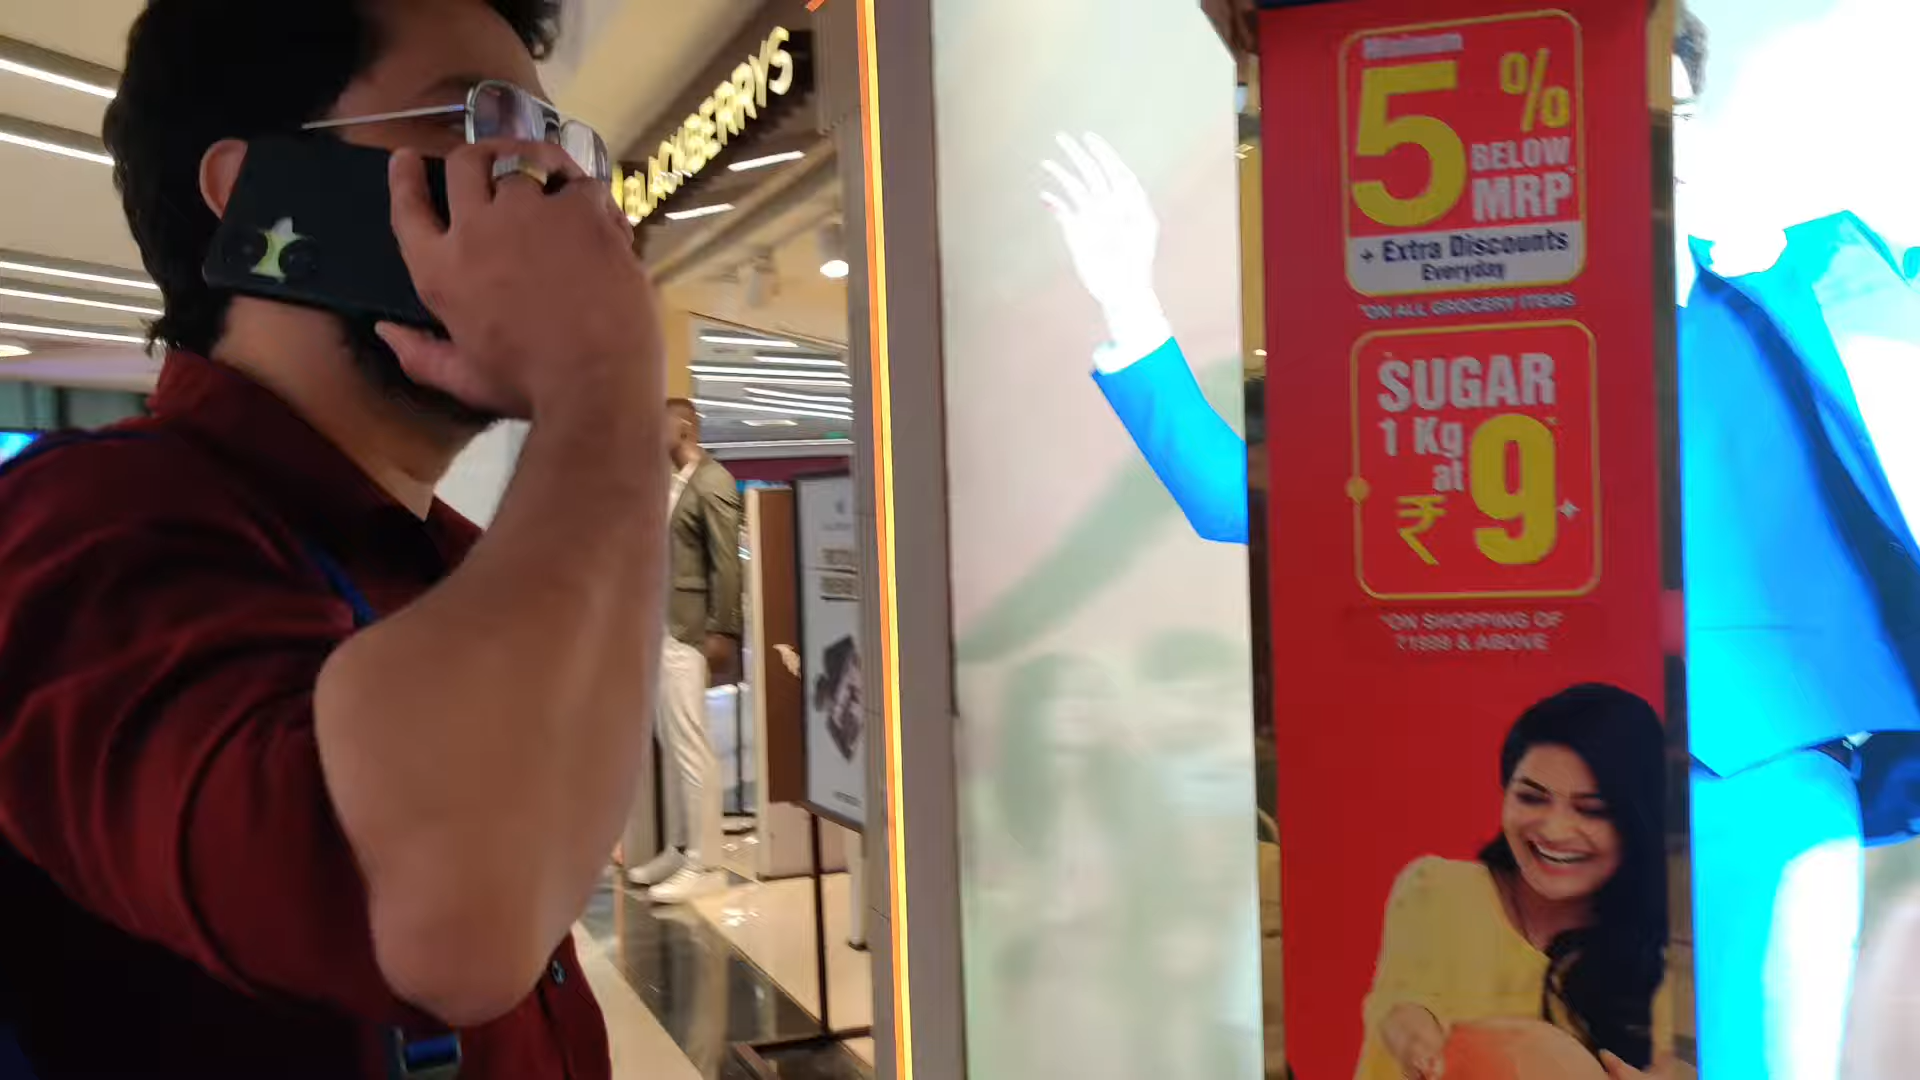 BLACKBERRYS
Minimum
5%
BELOW
MRP
+ Extra Discounts
Everyday
*ON ALL GROCERY ITEMS
SUGAR
1 Kg
at
₹ 9
*ON SHOPPING OF
₹1999 & ABOVE